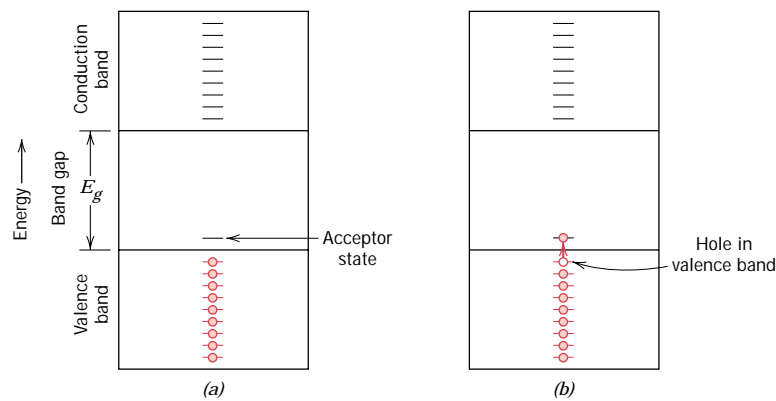 Energy
Conduction
band
Band gap
E_g
Valence
band
Acceptor
state
Hole in
valence band
(a)
(b)